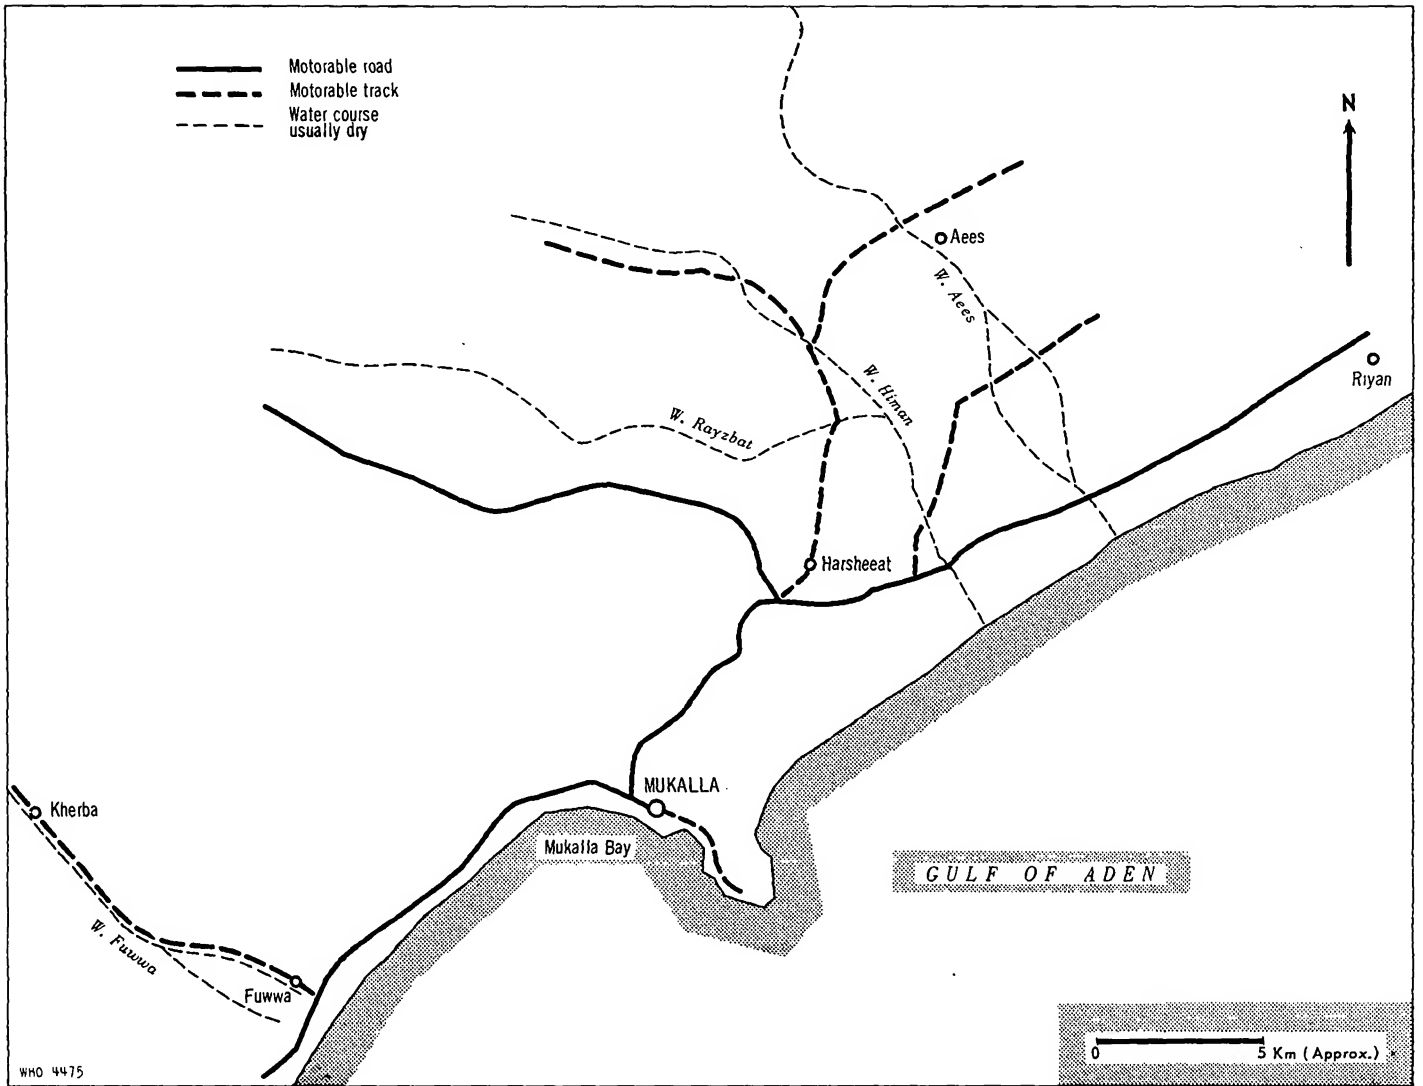 Motorable road
Motorable track
Water course
usually dry
N
Aees
W. Aees
Riyan
W. Himan
W. Rayzbat
Harsheeat
MUKALLA
Kherba
Mukalla Bay
GULF OF ADEN
W. Fuwwa
Fuwwa
0 5 Km (Approx.)
WHO 4475